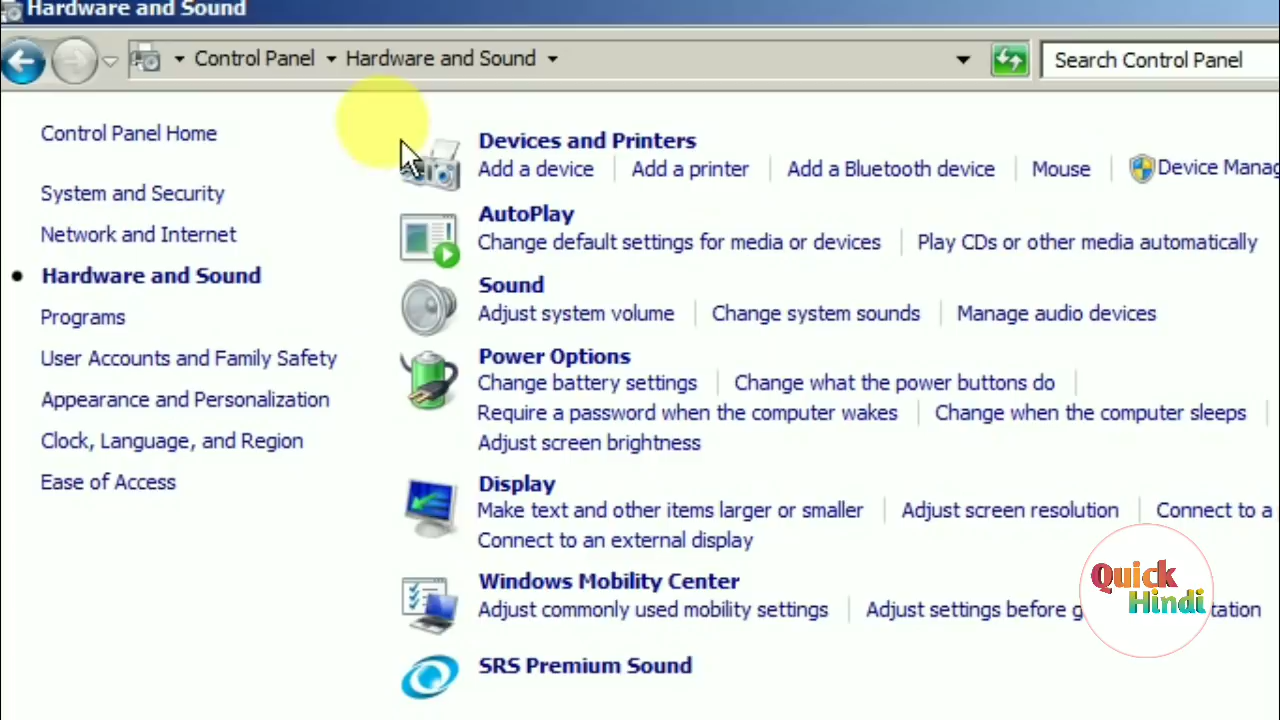 Hardware and Sound
Control Panel Hardware and Sound
Search Control Panel
Control Panel Home
System and Security
Network and Internet
Hardware and Sound
Programs
User Accounts and Family Safety
Appearance and Personalization
Clock, Language, and Region
Ease of Access
Devices and Printers
Add a device Add a printer Add a Bluetooth device Mouse Device Manag
AutoPlay
Change default settings for media or devices Play CDs or other media automatically
Sound
Adjust system volume Change system sounds Manage audio devices
Power Options
Change battery settings Change what the power buttons do
Require a password when the computer wakes Change when the computer sleeps
Adjust screen brightness
Display
Make text and other items larger or smaller Adjust screen resolution Connect to a
Connect to an external display
Windows Mobility Center
Adjust commonly used mobility settings Adjust settings before
SRS Premium Sound
Quick
Hindi